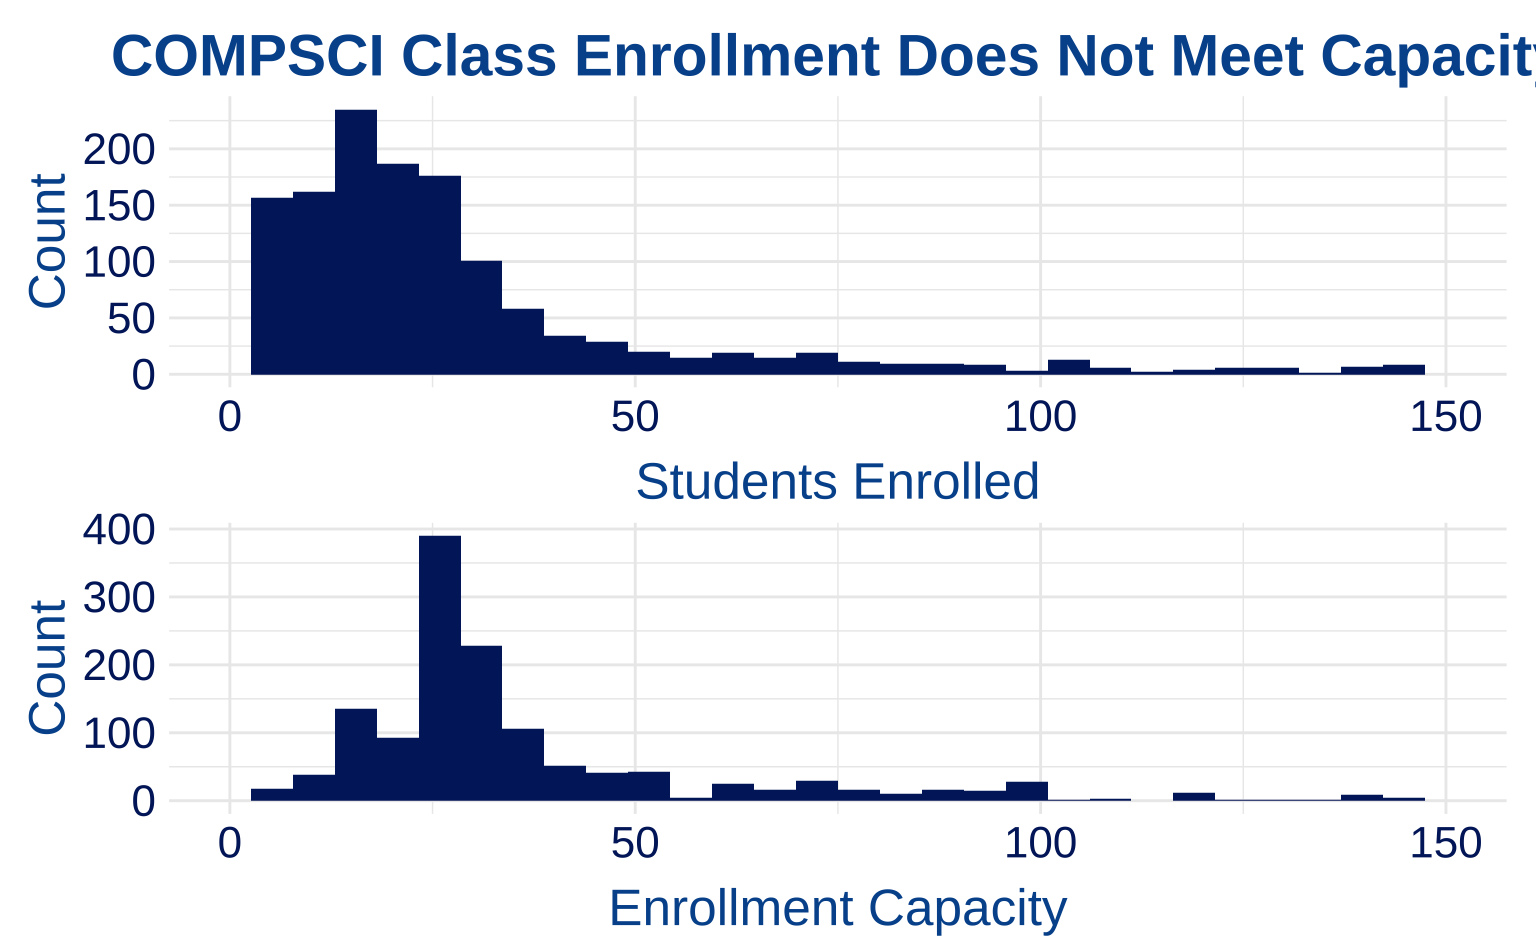 COMPSCI Class Enrollment Does Not Meet Capacity
Count
200
150
100
50
0
0 50 100 150
Students Enrolled
Count
400
300
200
100
0
0 50 100 150
Enrollment Capacity